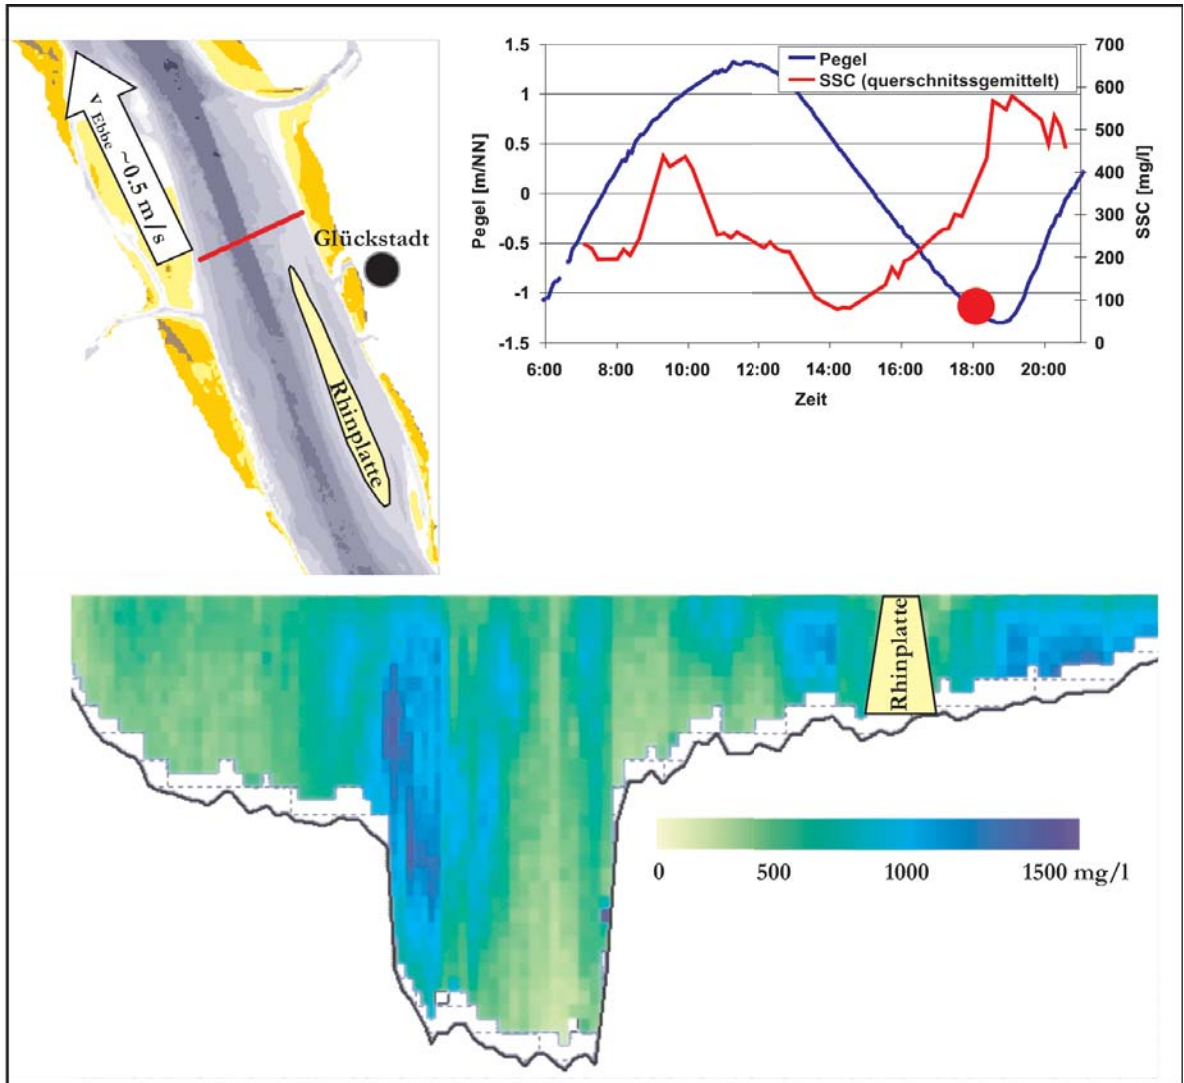 v Ebbe ~0.5 m/s
Glückstadt
Rhinplatte
Pegel
SSC (querschnitssgemittelt)
1.5
1
0.5
0
-0.5
-1
-1.5
Pegel [m/NN]
700
600
500
400
300
200
100
0
SSC [mg/l]
6:00 8:00 10:00 12:00 14:00 16:00 18:00 20:00
Zeit
Rhinplatte
0 500 1000 1500 mg/l